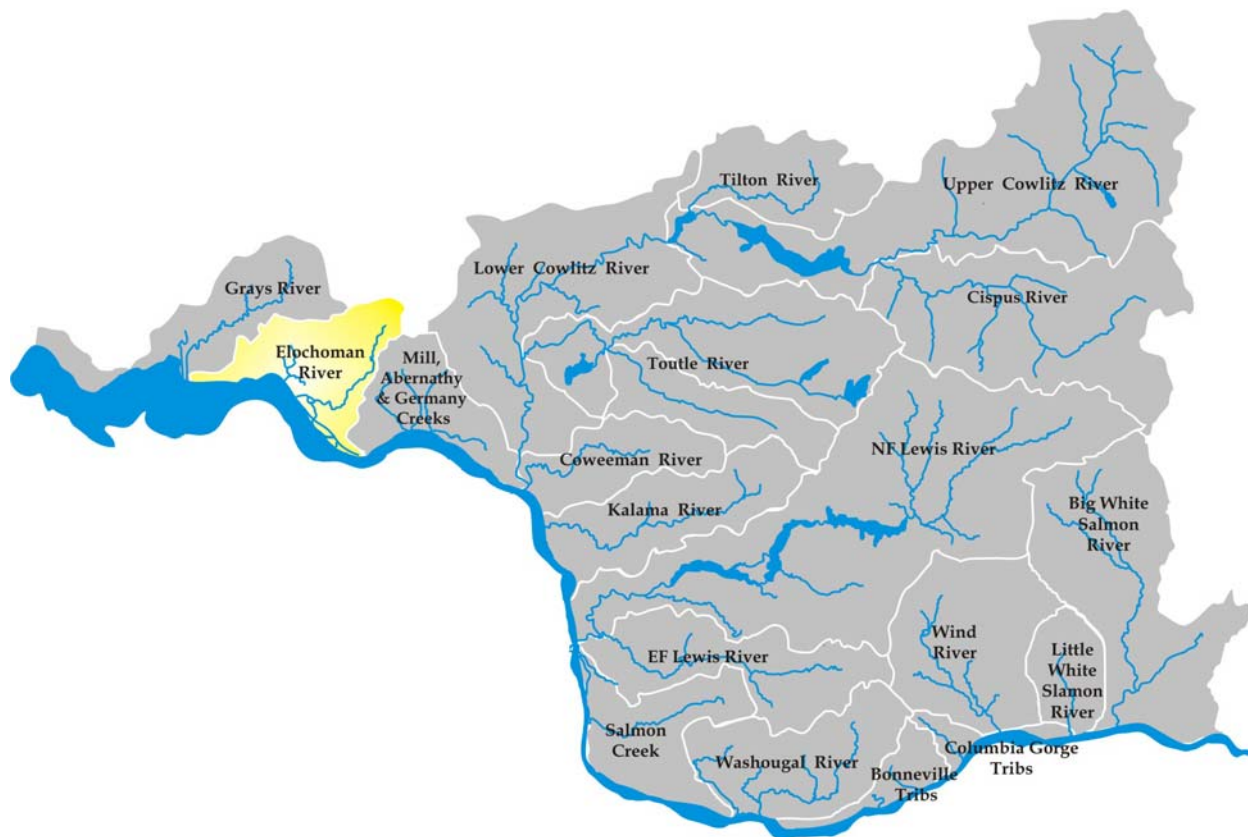 Tilton River
Upper Cowlitz River
Lower Cowlitz River
Grays River
Cispus River
Elochoman
River
Mill,
Abernathy
& Germany
Creeks
Toutle River
NF Lewis River
Coweeman River
Kalama River
Big White
Salmon
River
Wind
River
EF Lewis River
Little
White
Slamon
River
Salmon
Creek
Washougal River
Bonneville
Tribs
Columbia Gorge
Tribs